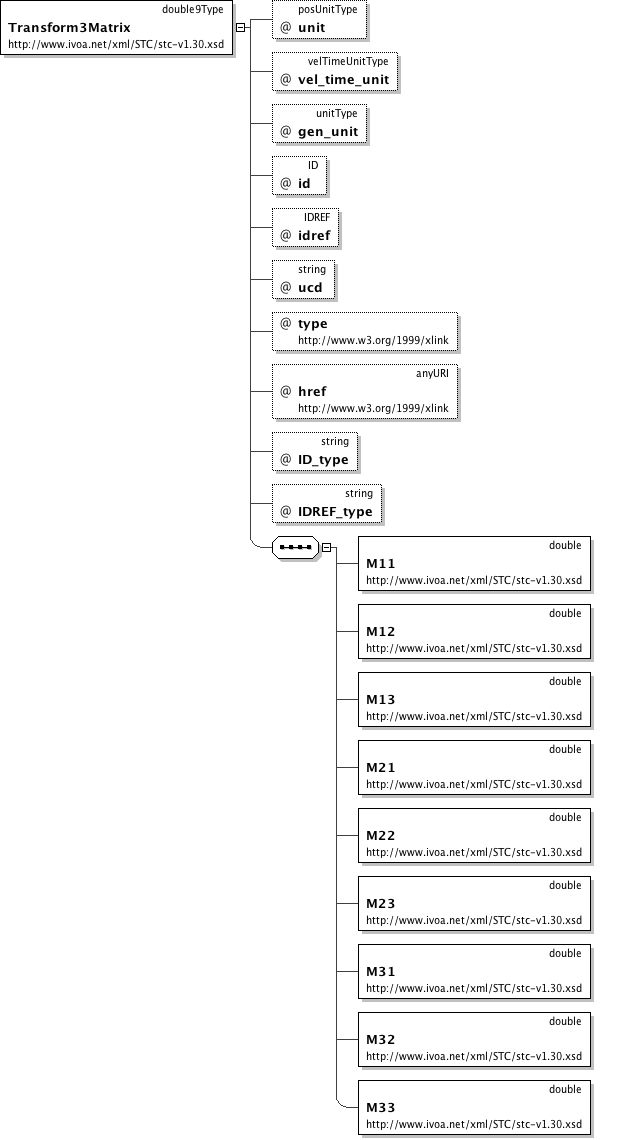 double9Type
Transform3Matrix
http://www.ivoa.net/xml/STC/stc-v1.30.xsd
posUnitType
@ unit
velTimeUnitType
@ vel_time_unit
unitType
@ gen_unit
ID
@ id
IDREF
@ idref
string
@ ucd
@ type
http://www.w3.org/1999/xlink
anyURI
@ href
http://www.w3.org/1999/xlink
string
@ ID_type
string
@ IDREF_type
double
M11
http://www.ivoa.net/xml/STC/stc-v1.30.xsd
double
M12
http://www.ivoa.net/xml/STC/stc-v1.30.xsd
double
M13
http://www.ivoa.net/xml/STC/stc-v1.30.xsd
double
M21
http://www.ivoa.net/xml/STC/stc-v1.30.xsd
double
M22
http://www.ivoa.net/xml/STC/stc-v1.30.xsd
double
M23
http://www.ivoa.net/xml/STC/stc-v1.30.xsd
double
M31
http://www.ivoa.net/xml/STC/stc-v1.30.xsd
double
M32
http://www.ivoa.net/xml/STC/stc-v1.30.xsd
double
M33
http://www.ivoa.net/xml/STC/stc-v1.30.xsd